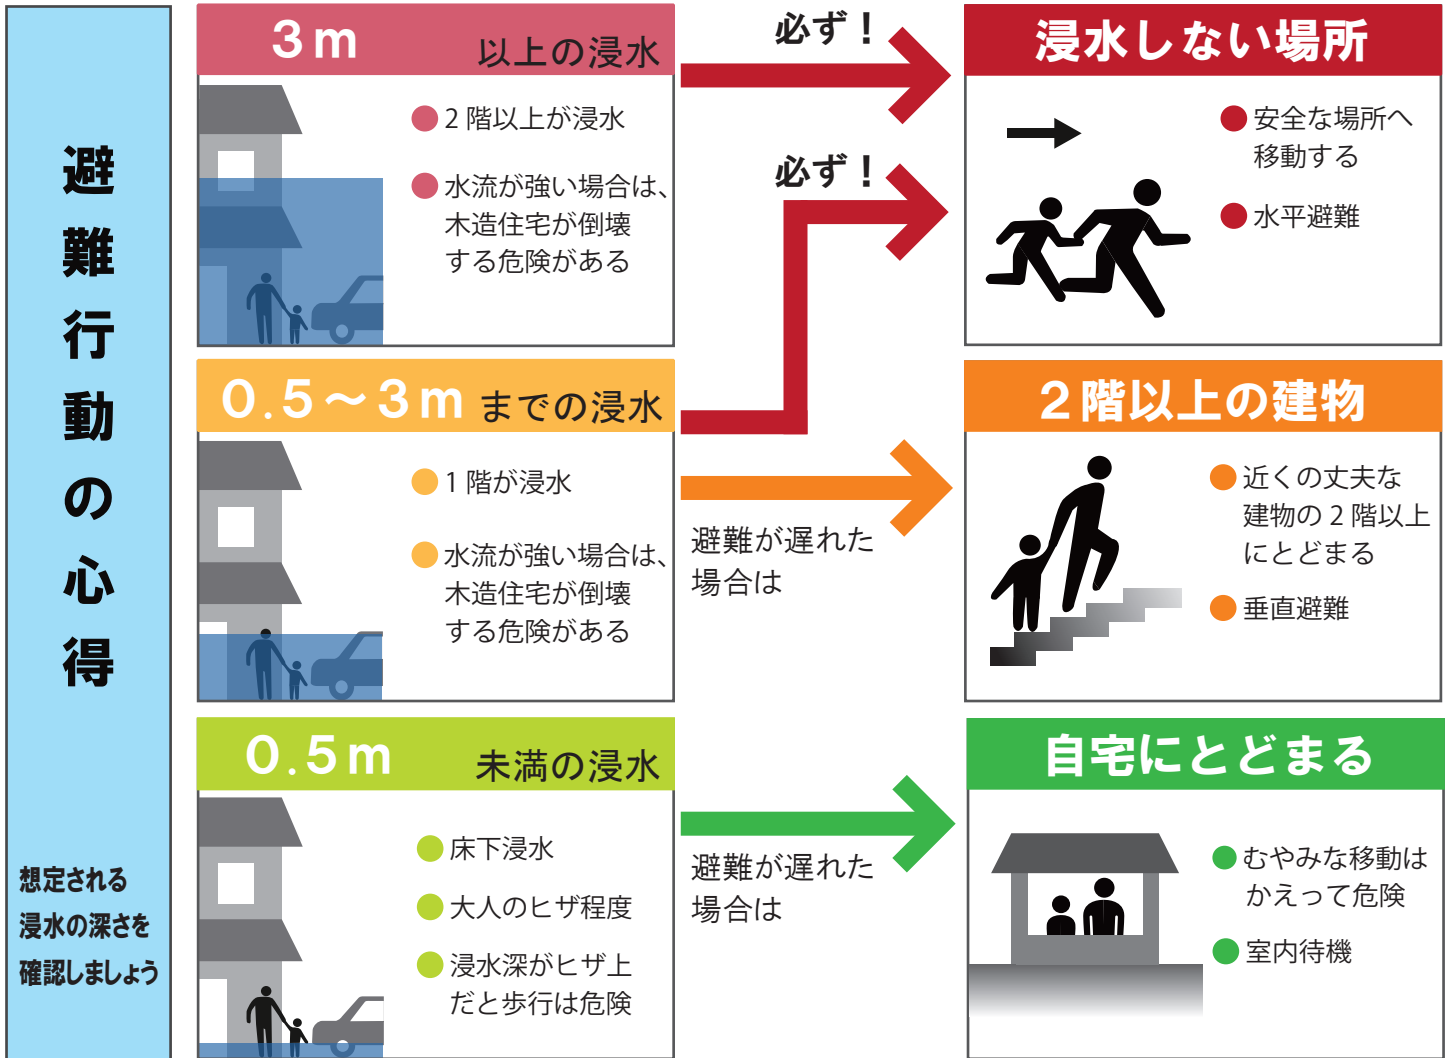 避難行動の心得
想定される
浸水の深さを
確認しましょう
3m 以上の浸水
2階以上が浸水
水流が強い場合は、
木造住宅が倒壊
する危険がある
必ず！
必ず！
浸水しない場所
安全な場所へ
移動する
水平避難
0.5～3m までの浸水
1階が浸水
水流が強い場合は、
木造住宅が倒壊
する危険がある
避難が遅れた
場合は
2階以上の建物
近くの丈夫な
建物の2階以上
にとどまる
垂直避難
0.5m 未満の浸水
床下浸水
大人のヒザ程度
浸水深がヒザ上
だと歩行は危険
避難が遅れた
場合は
自宅にとどまる
むやみな移動は
かえって危険
室内待機